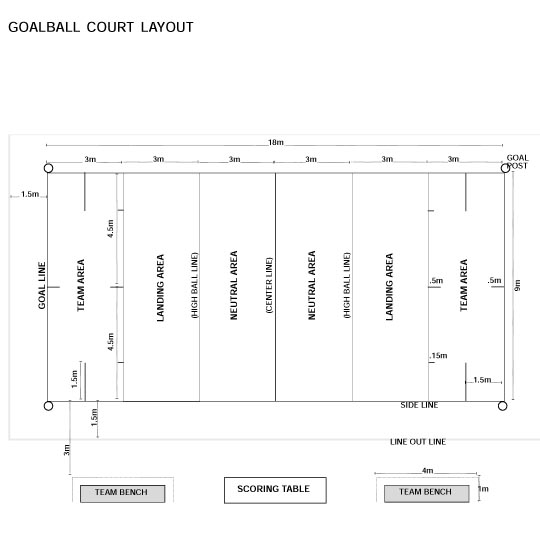 GOALBALL COURT LAYOUT
18m
3m 3m 3m 3m 3m 3m
GOAL
POST
1.5m
4.5m
4.5m
GOAL LINE
TEAM AREA
LANDING AREA
(HIGH BALL LINE)
NEUTRAL AREA
(CENTER LINE)
NEUTRAL AREA
(HIGH BALL LINE)
LANDING AREA
TEAM AREA
.5m
.5m
9m
.15m
1.5m
1.5m
1.5m
SIDE LINE
3m
LINE OUT LINE
4m
1m
TEAM BENCH
SCORING TABLE
TEAM BENCH